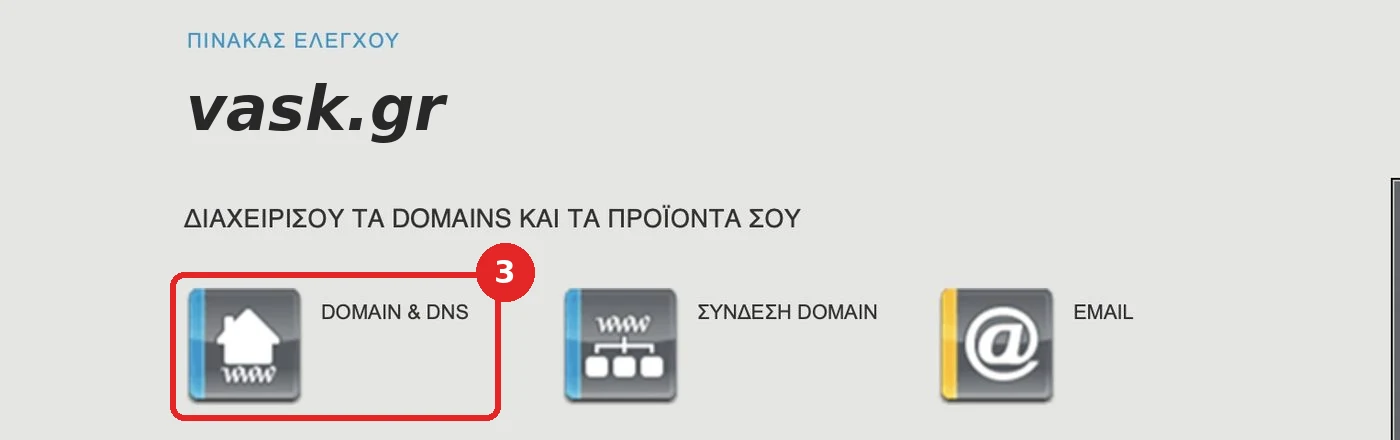 ΠΙΝΑΚΑΣ ΕΛΕΓΧΟΥ
vask.gr
ΔΙΑΧΕΙΡΙΣΟΥ ΤΑ DOMAINS ΚΑΙ ΤΑ ΠΡΟΪΟΝΤΑ ΣΟΥ
3
www DOMAIN & DNS
www ΣΥΝΔΕΣΗ DOMAIN
@ EMAIL